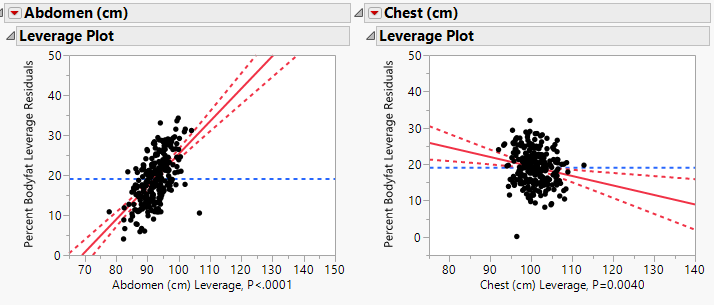 Abdomen (cm)
Leverage Plot
Percent Bodyfat Leverage Residuals
50
40
30
20
10
0
70 80 90 100 110 120 130 140 150
Abdomen (cm) Leverage, P<.0001
Chest (cm)
Leverage Plot
Percent Bodyfat Leverage Residuals
50
40
30
20
10
0
80 90 100 110 120 130 140
Chest (cm) Leverage, P=0.0040